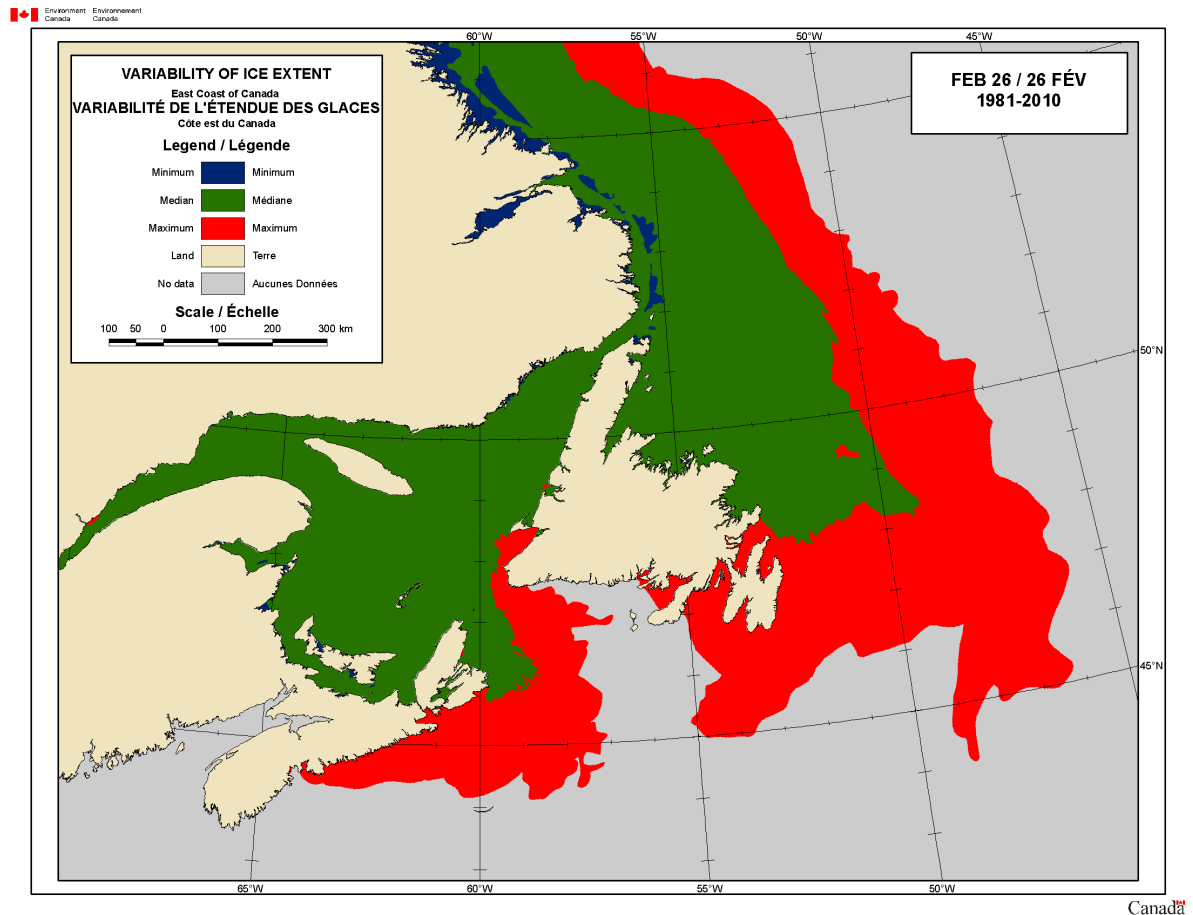 Environment Environnement
Canada Canada
60°W 55°W 50°W 45°W
VARIABILITY OF ICE EXTENT
East Coast of Canada
VARIABILITÉ DE L'ÉTENDUE DES GLACES
Côte est du Canada
Legend / Légende
Minimum Minimum
Median Médiane
Maximum Maximum
Land Terre
No data Aucunes Données
Scale / Échelle
100 50 0 100 200 300 km
FEB 26 / 26 FÉV
1981-2010
50°N
45°N
65°W 60°W 55°W 50°W
Canada